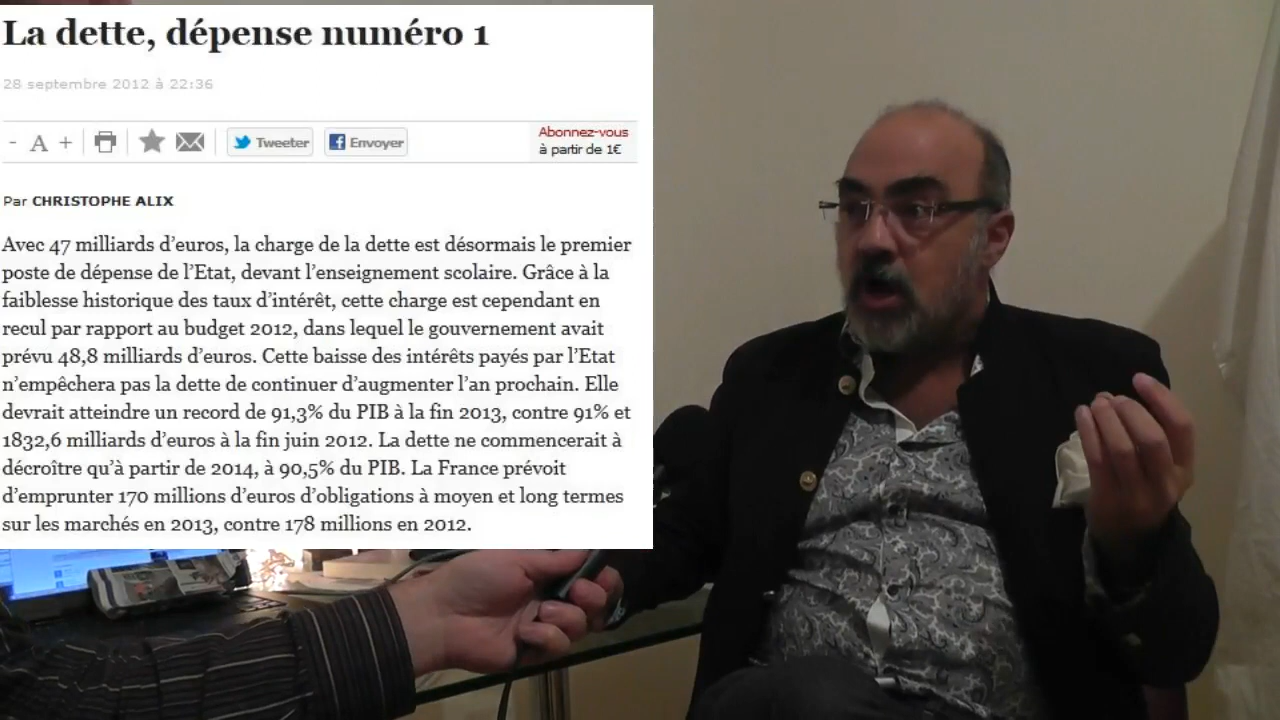 La dette, dépense numéro 1
28 septembre 2012 à 22:36
- A + Tweeter Envoyer
Abonnez-vous
à partir de 1€
Par CHRISTOPHE ALIX
Avec 47 milliards d'euros, la charge de la dette est désormais le premier
poste de dépense de l'Etat, devant l'enseignement scolaire. Grâce à la
faiblesse historique des taux d'intérêt, cette charge est cependant en
recul par rapport au budget 2012, dans lequel le gouvernement avait
prévu 48,8 milliards d'euros. Cette baisse des intérêts payés par l'Etat
n'empêchera pas la dette de continuer d'augmenter l'an prochain. Elle
devrait atteindre un record de 91,3% du PIB à la fin 2013, contre 91% et
1832,6 milliards d'euros à la fin juin 2012. La dette ne commencerait à
décroître qu'à partir de 2014, à 90,5% du PIB. La France prévoit
d'emprunter 170 millions d'euros d'obligations à moyen et long termes
sur les marchés en 2013, contre 178 millions en 2012.